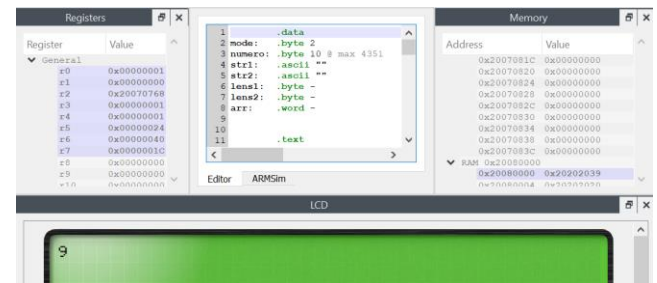 Registers
Register Value
General
r0 0x00000001
r1 0x00000000
r2 0x20070768
r3 0x00000001
r4 0x00000001
r5 0x00000024
r6 0x00000040
r7 0x0000001C
r8 0x00000000
r9 0x00000000
r10 0x00000000
1 .data
2 mode: .byte 2
3 numero: .byte 10 @ max 4351
4 str1: .ascii ""
5 str2: .ascii ""
6 lens1: .byte -
7 lens2: .byte -
8 arr: .word -
9
10
11 .text
Editor ARMSim
Memory
Address Value
0x2007081C 0x00000000
0x20070820 0x00000000
0x20070824 0x00000000
0x20070828 0x00000000
0x2007082C 0x00000000
0x20070830 0x00000000
0x20070834 0x00000000
0x20070838 0x00000000
0x2007083C 0x00000000
RAM 0x20080000
0x20080000 0x20202039
0x20080004 0x20202020
LCD
9